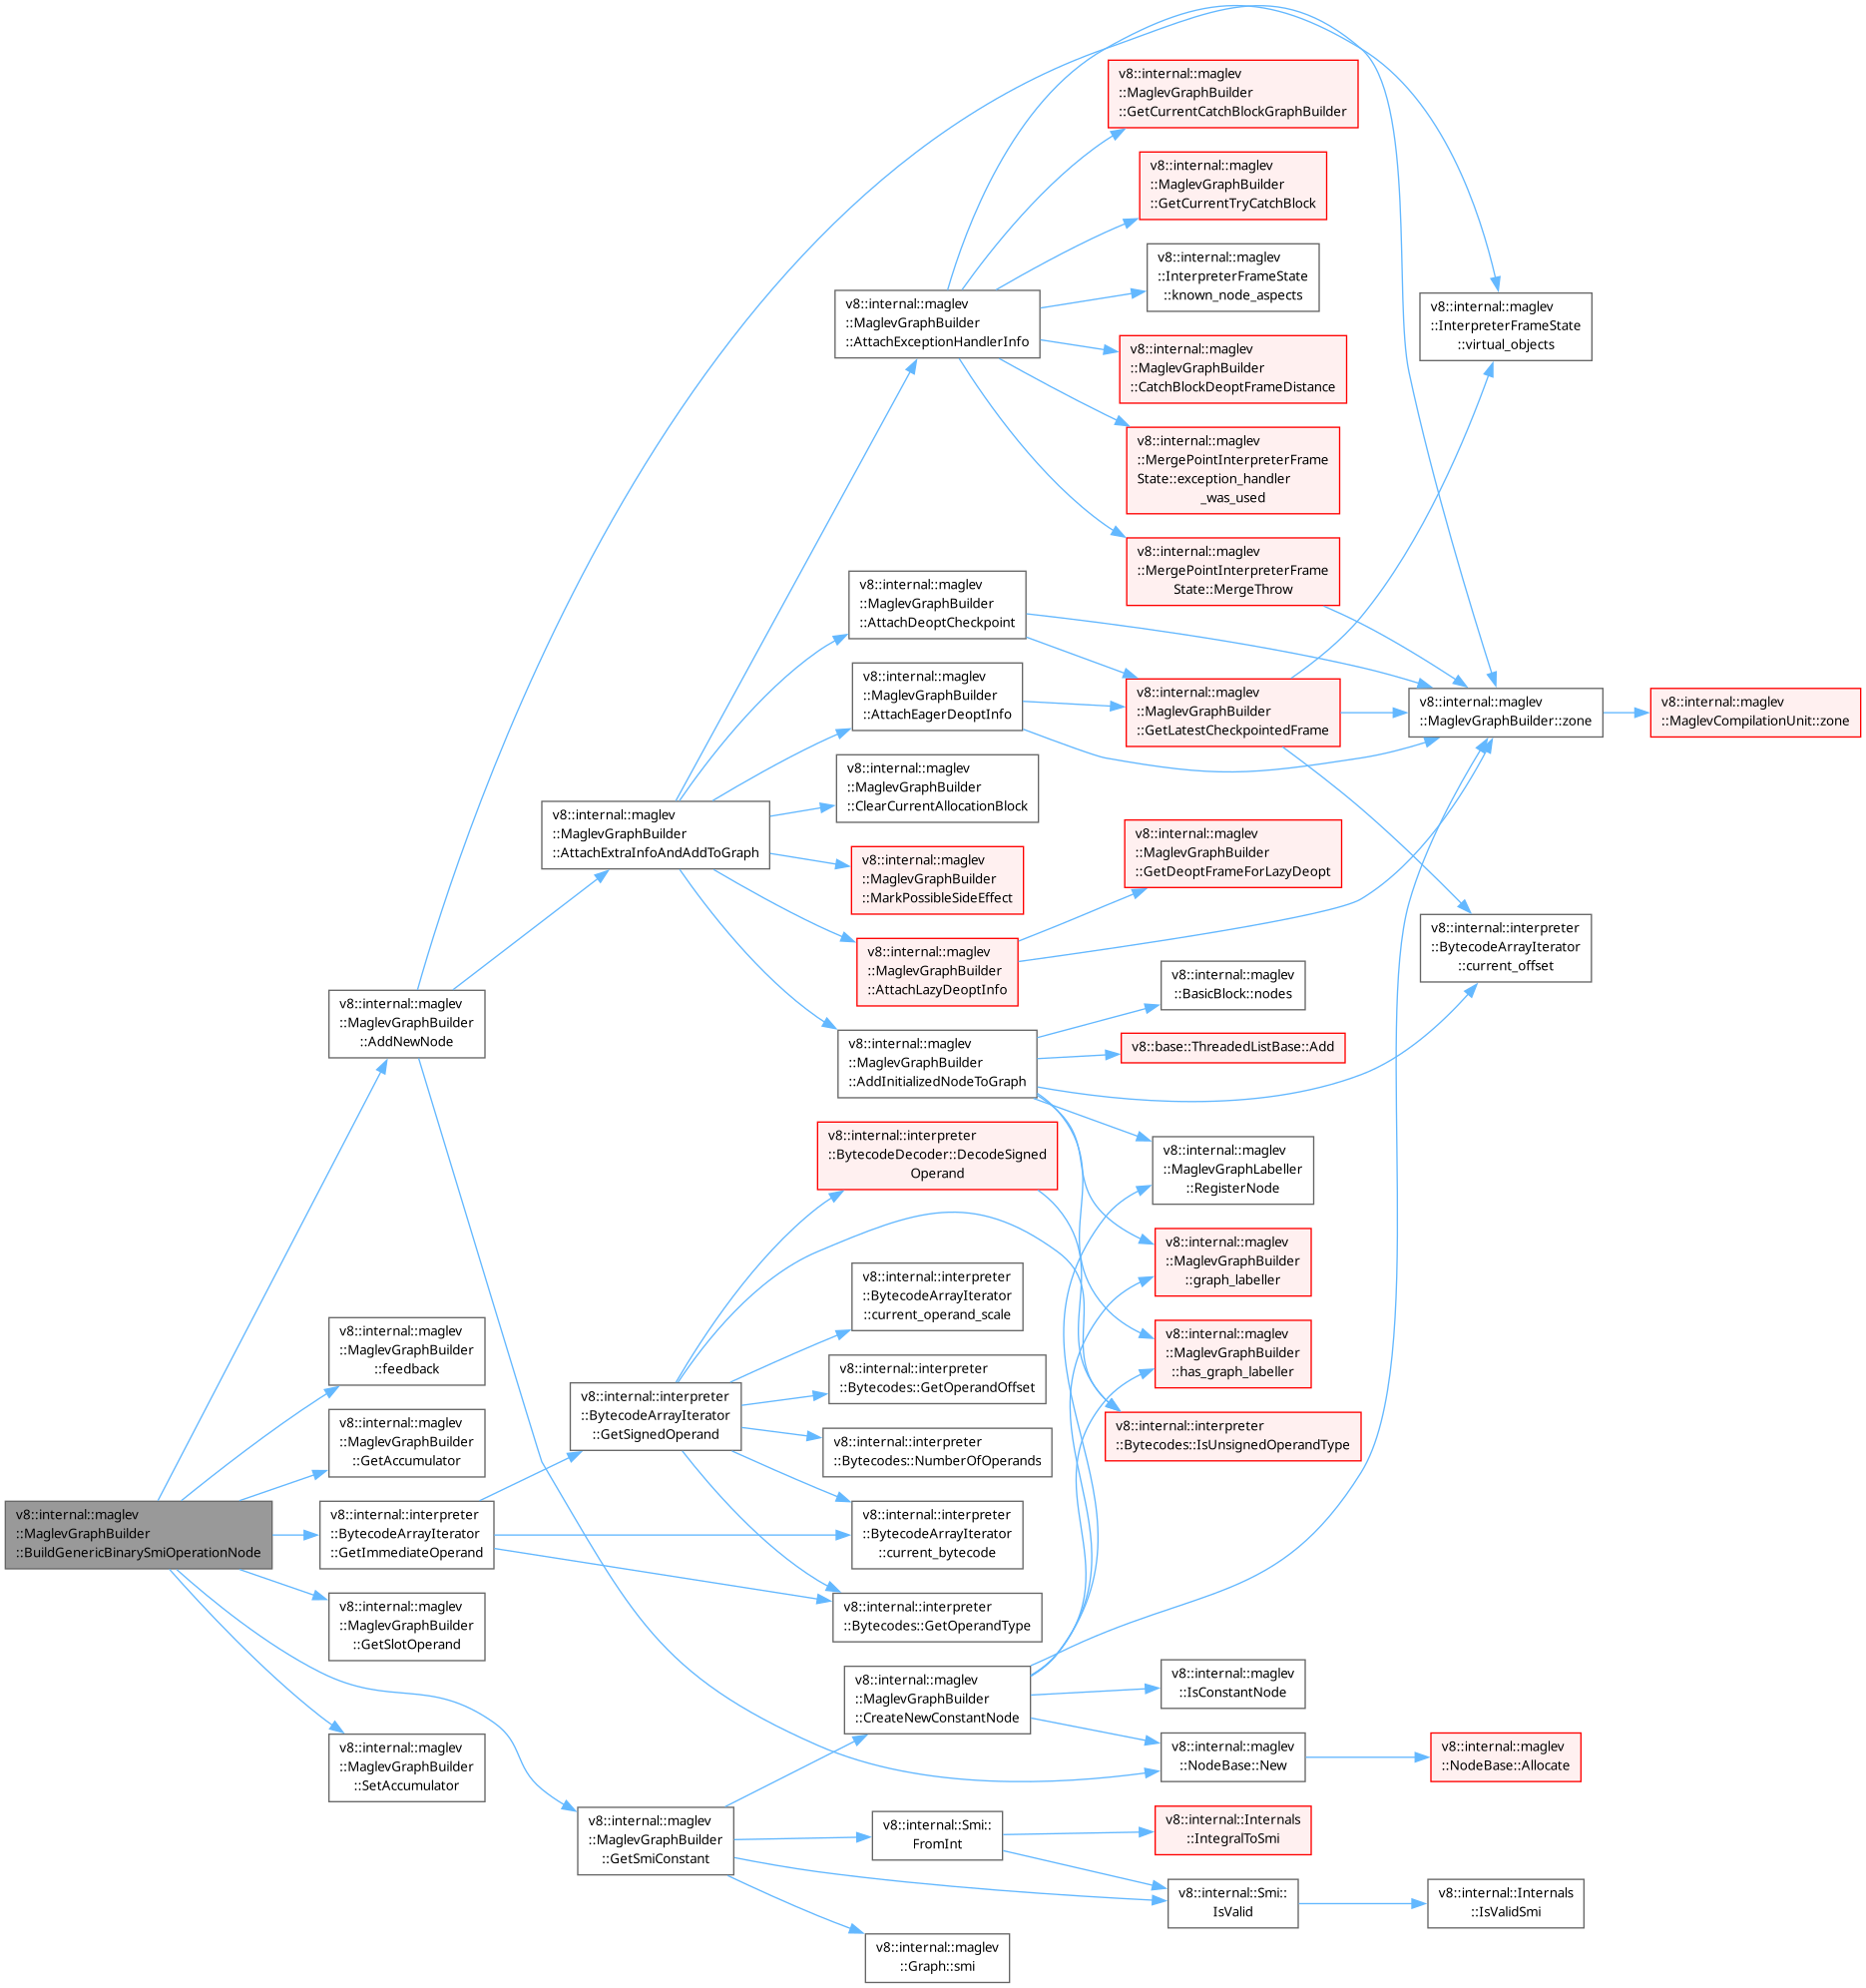 v8::internal::maglev
::MaglevGraphBuilder
::BuildGenericBinarySmiOperationNode
v8::internal::maglev
::MaglevGraphBuilder
::AddNewNode
v8::internal::maglev
::MaglevGraphBuilder
::feedback
v8::internal::maglev
::MaglevGraphBuilder
::GetAccumulator
v8::internal::interpreter
::BytecodeArrayIterator
::GetImmediateOperand
v8::internal::maglev
::MaglevGraphBuilder
::GetSlotOperand
v8::internal::maglev
::MaglevGraphBuilder
::SetAccumulator
v8::internal::maglev
::MaglevGraphBuilder
::AttachExtraInfoAndAddToGraph
v8::internal::interpreter
::BytecodeArrayIterator
::GetSignedOperand
v8::internal::maglev
::MaglevGraphBuilder
::GetSmiConstant
v8::internal::maglev
::MaglevGraphBuilder
::AttachExceptionHandlerInfo
v8::internal::maglev
::MaglevGraphBuilder
::AttachDeoptCheckpoint
v8::internal::maglev
::MaglevGraphBuilder
::AttachEagerDeoptInfo
v8::internal::maglev
::MaglevGraphBuilder
::ClearCurrentAllocationBlock
v8::internal::maglev
::MaglevGraphBuilder
::MarkPossibleSideEffect
v8::internal::maglev
::MaglevGraphBuilder
::AttachLazyDeoptInfo
v8::internal::maglev
::MaglevGraphBuilder
::AddInitializedNodeToGraph
v8::internal::interpreter
::BytecodeDecoder::DecodeSigned
Operand
v8::internal::interpreter
::BytecodeArrayIterator
::current_operand_scale
v8::internal::interpreter
::Bytecodes::GetOperandOffset
v8::internal::interpreter
::Bytecodes::NumberOfOperands
v8::internal::interpreter
::BytecodeArrayIterator
::current_bytecode
v8::internal::interpreter
::Bytecodes::GetOperandType
v8::internal::maglev
::MaglevGraphBuilder
::CreateNewConstantNode
v8::internal::Smi::
FromInt
v8::internal::maglev
::Graph::smi
v8::internal::maglev
::MaglevGraphBuilder
::GetCurrentCatchBlockGraphBuilder
v8::internal::maglev
::MaglevGraphBuilder
::GetCurrentTryCatchBlock
v8::internal::maglev
::InterpreterFrameState
::known_node_aspects
v8::internal::maglev
::MaglevGraphBuilder
::CatchBlockDeoptFrameDistance
v8::internal::maglev
::MergePointInterpreterFrame
State::exception_handler
_was_used
v8::internal::maglev
::MergePointInterpreterFrame
State::MergeThrow
v8::internal::maglev
::MaglevGraphBuilder
::GetLatestCheckpointedFrame
v8::internal::maglev
::MaglevGraphBuilder
::GetDeoptFrameForLazyDeopt
v8::internal::maglev
::BasicBlock::nodes
v8::base::ThreadedListBase::Add
v8::internal::maglev
::MaglevGraphLabeller
::RegisterNode
v8::internal::maglev
::MaglevGraphBuilder
::graph_labeller
v8::internal::maglev
::MaglevGraphBuilder
::has_graph_labeller
v8::internal::interpreter
::Bytecodes::IsUnsignedOperandType
v8::internal::maglev
::IsConstantNode
v8::internal::maglev
::NodeBase::New
v8::internal::Internals
::IntegralToSmi
v8::internal::Smi::
IsValid
v8::internal::maglev
::InterpreterFrameState
::virtual_objects
v8::internal::maglev
::MaglevGraphBuilder::zone
v8::internal::interpreter
::BytecodeArrayIterator
::current_offset
v8::internal::maglev
::NodeBase::Allocate
v8::internal::Internals
::IsValidSmi
v8::internal::maglev
::MaglevCompilationUnit::zone